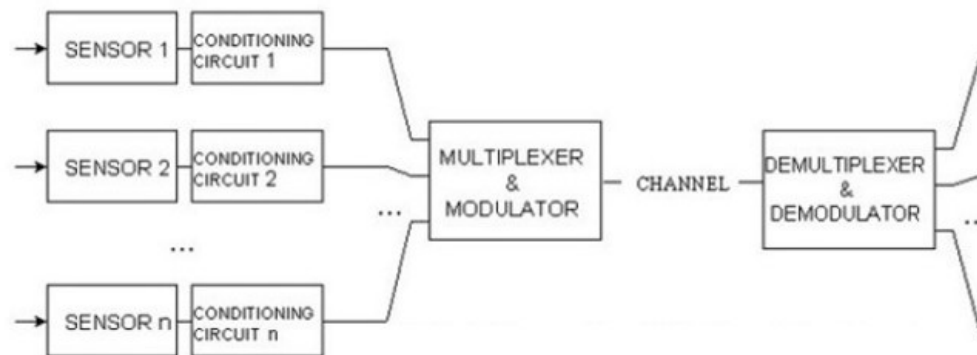 SENSOR 1
CONDITIONING
CIRCUIT 1
SENSOR 2
CONDITIONING
CIRCUIT 2
...
...
SENSOR n
CONDITIONING
CIRCUIT n
MULTIPLEXER
&
MODULATOR
CHANNEL
DEMULTIPLEXER
&
DEMODULATOR
...